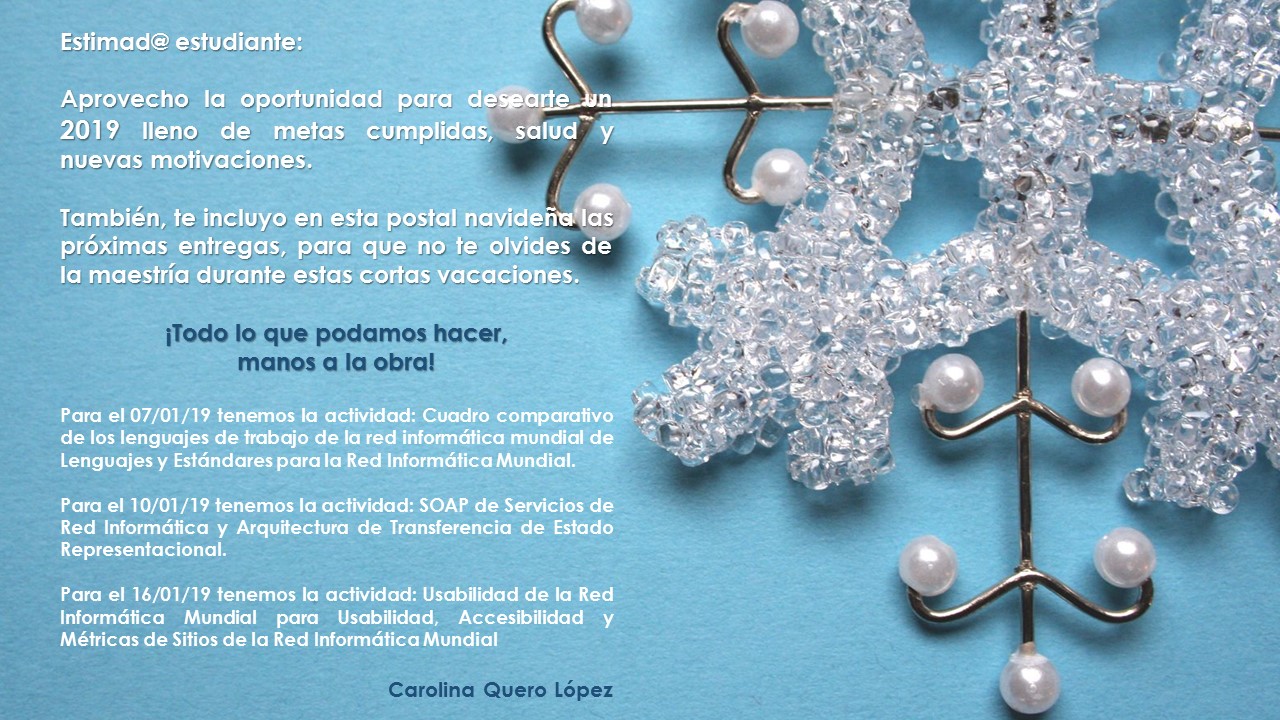 Estimad@ estudiante:
Aprovecho la oportunidad para desearte un
2019 lleno de metas cumplidas, salud y
nuevas motivaciones.
También, te incluyo en esta postal navideña las
próximas entregas, para que no te olvides de
la maestría durante estas cortas vacaciones.
¡Todo lo que podamos hacer,
manos a la obra!
Para el 07/01/19 tenemos la actividad: Cuadro comparativo
de los lenguajes de trabajo de la red informática mundial de
Lenguajes y Estándares para la Red Informática Mundial.
Para el 10/01/19 tenemos la actividad: SOAP de Servicios de
Red Informática y Arquitectura de Transferencia de Estado
Representacional.
Para el 16/01/19 tenemos la actividad: Usabilidad de la Red
Informática Mundial para Usabilidad, Accesibilidad y
Métricas de Sitios de la Red Informática Mundial
Carolina Quero López